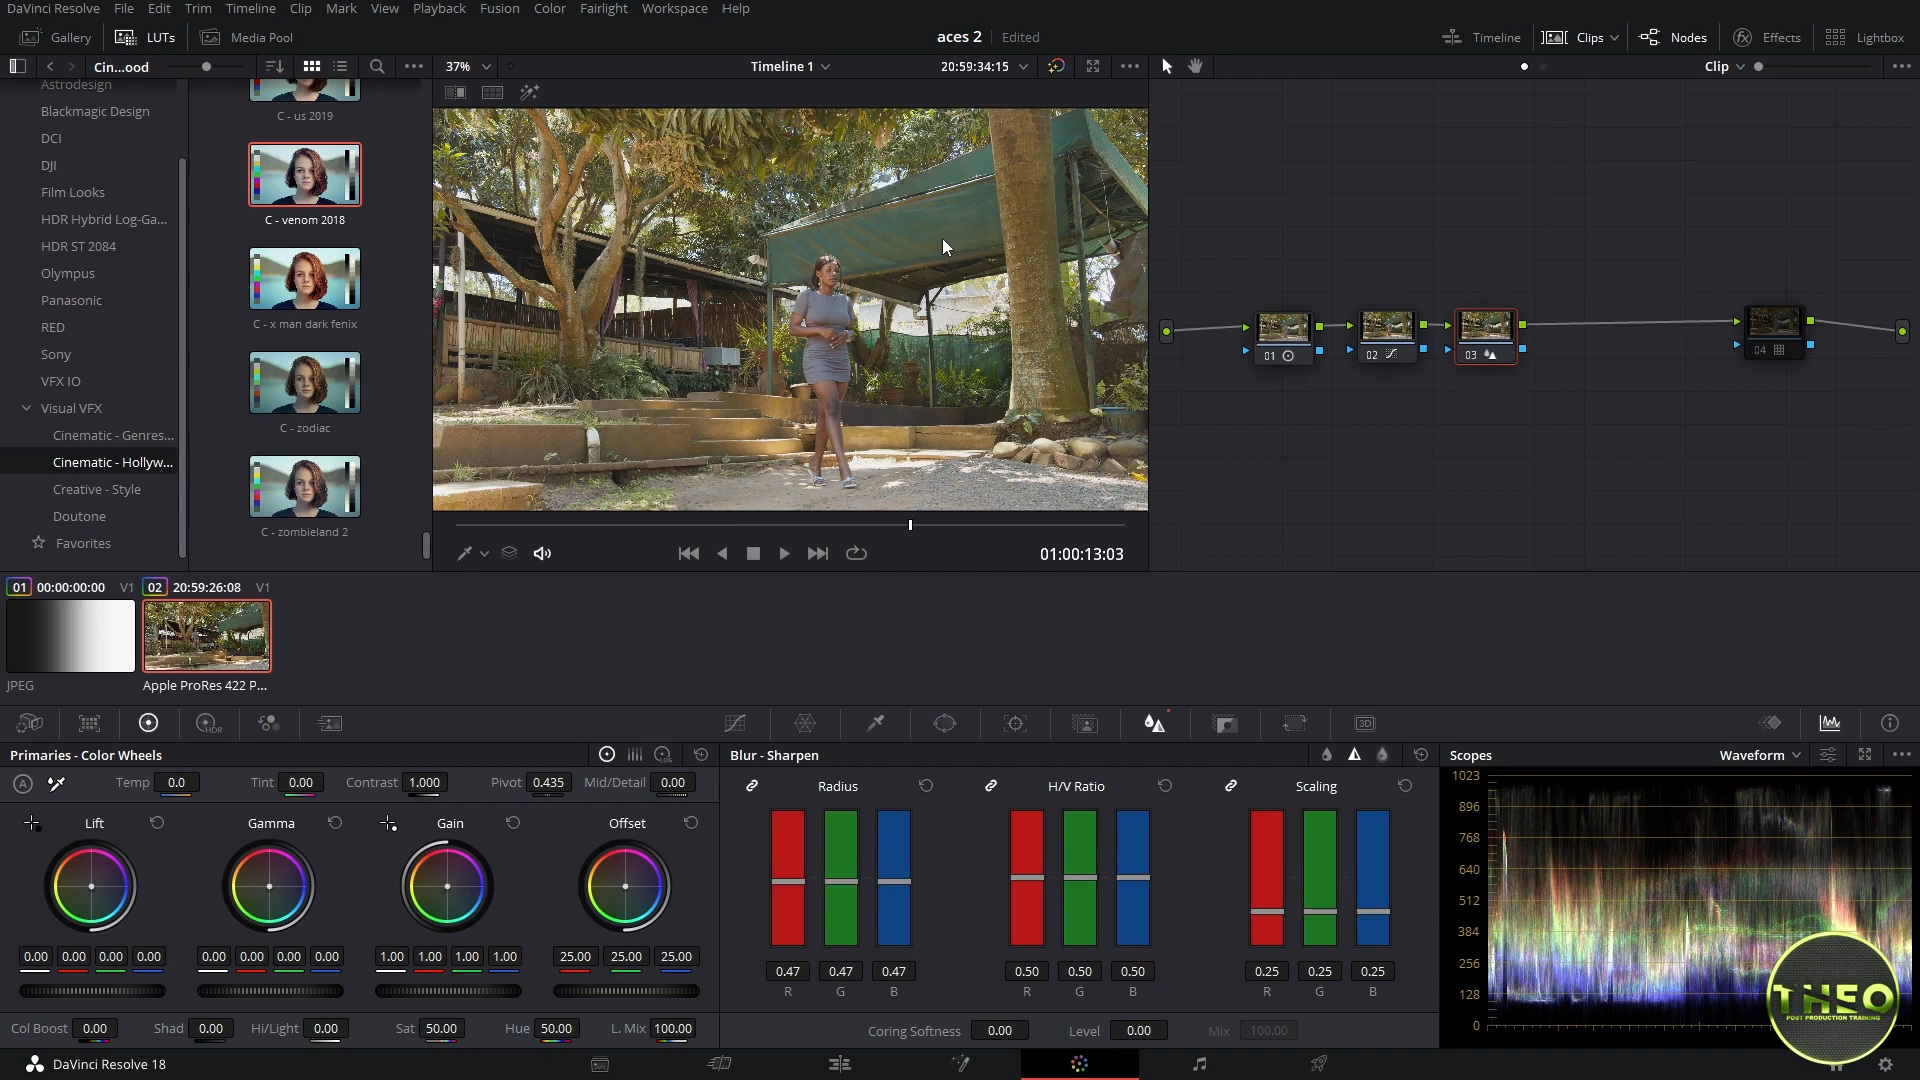 DaVinci Resolve File Edit Trim Timeline Clip Mark View Playback Fusion Color Fairlight Workspace Help
Gallery LUTs Media Pool aces 2 Edited Timeline Clips Nodes Effects Lightbox
Cin...ood 37% Timeline 1 20:59:34:15 Clip
Astrodesign
Blackmagic Design
DCI
DJI
Film Looks
HDR Hybrid Log-Ga...
HDR ST 2084
Olympus
Panasonic
RED
Sony
VFX IO
Visual VFX
Cinematic - Genres...
Cinematic - Hollyw...
Creative - Style
Doutone
Favorites
C - us 2019
C - venom 2018
C - x man dark fenix
C - zodiac
C - zombieland 2
01:00:13:03
01
02
03
04
01 00:00:00:00 V1 02 20:59:26:08 V1
JPEG Apple ProRes 422 P...
HDR
3D
Primaries - Color Wheels
LOG
A Temp 0.0 Tint 0.00 Contrast 1.000 Pivot 0.435 Mid/Detail 0.00
Lift Gamma Gain Offset
0.00 0.00 0.00 0.00 0.00 0.00 0.00 0.00 1.00 1.00 1.00 1.00 25.00 25.00 25.00
Col Boost 0.00 Shad 0.00 Hi/Light 0.00 Sat 50.00 Hue 50.00 L. Mix 100.00
Blur - Sharpen
Radius H/V Ratio Scaling
0.47 0.47 0.47 0.50 0.50 0.50 0.25 0.25 0.25
R G B R G B R G B
Coring Softness 0.00 Level 0.00 Mix 100.00
Scopes Waveform
1023
896
768
640
512
384
256
128
0
THEO
POST PRODUCTION TRAINING
DaVinci Resolve 18